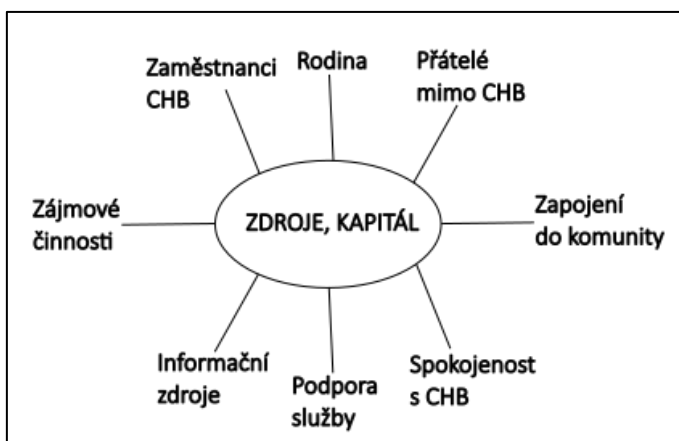 Zaměstnanci
CHB
Rodina
Přátelé
mimo CHB
Zájmové
činnosti
ZDROJE, KAPITÁL
Zapojení
do komunity
Informační
zdroje
Podpora
služby
Spokojenost
s CHB